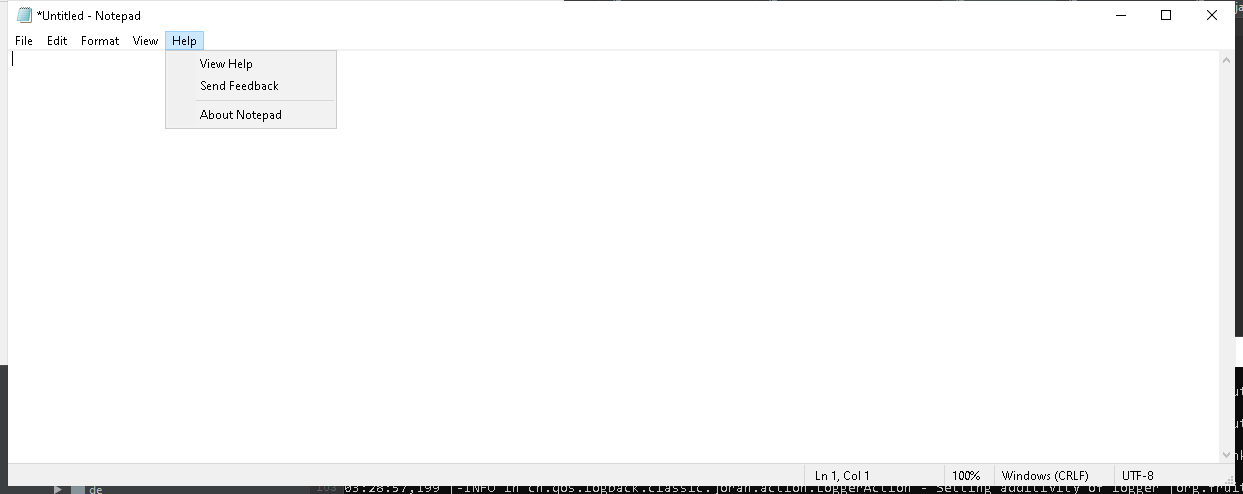 *Untitled - Notepad
File Edit Format View Help
View Help
Send Feedback
About Notepad
Ln 1, Col 1 100% Windows (CRLF) UTF-8
de
03:28:57,199 |-INFO in ch.qos.logback.classic.joran.action.LoggerAction - Setting additivity of logger